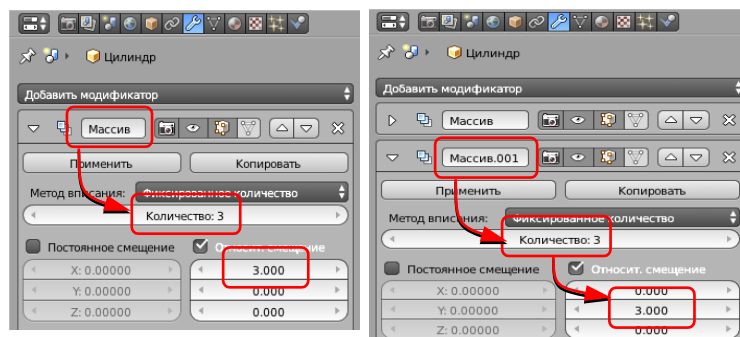 Цилиндр
Добавить модификатор
Массив
Применить Копировать
Метод вписания: Фиксированное количество
Количество: 3
Постоянное смещение Относит. смещение
X: 0.00000 3.000
Y: 0.00000 0.000
Z: 0.00000 0.000
Цилиндр
Добавить модификатор
Массив
Массив.001
Применить Копировать
Метод вписания: Фиксированное количество
Количество: 3
Постоянное смещение Относит. смещение
X: 0.00000 0.000
Y: 0.00000 3.000
Z: 0.00000 0.000